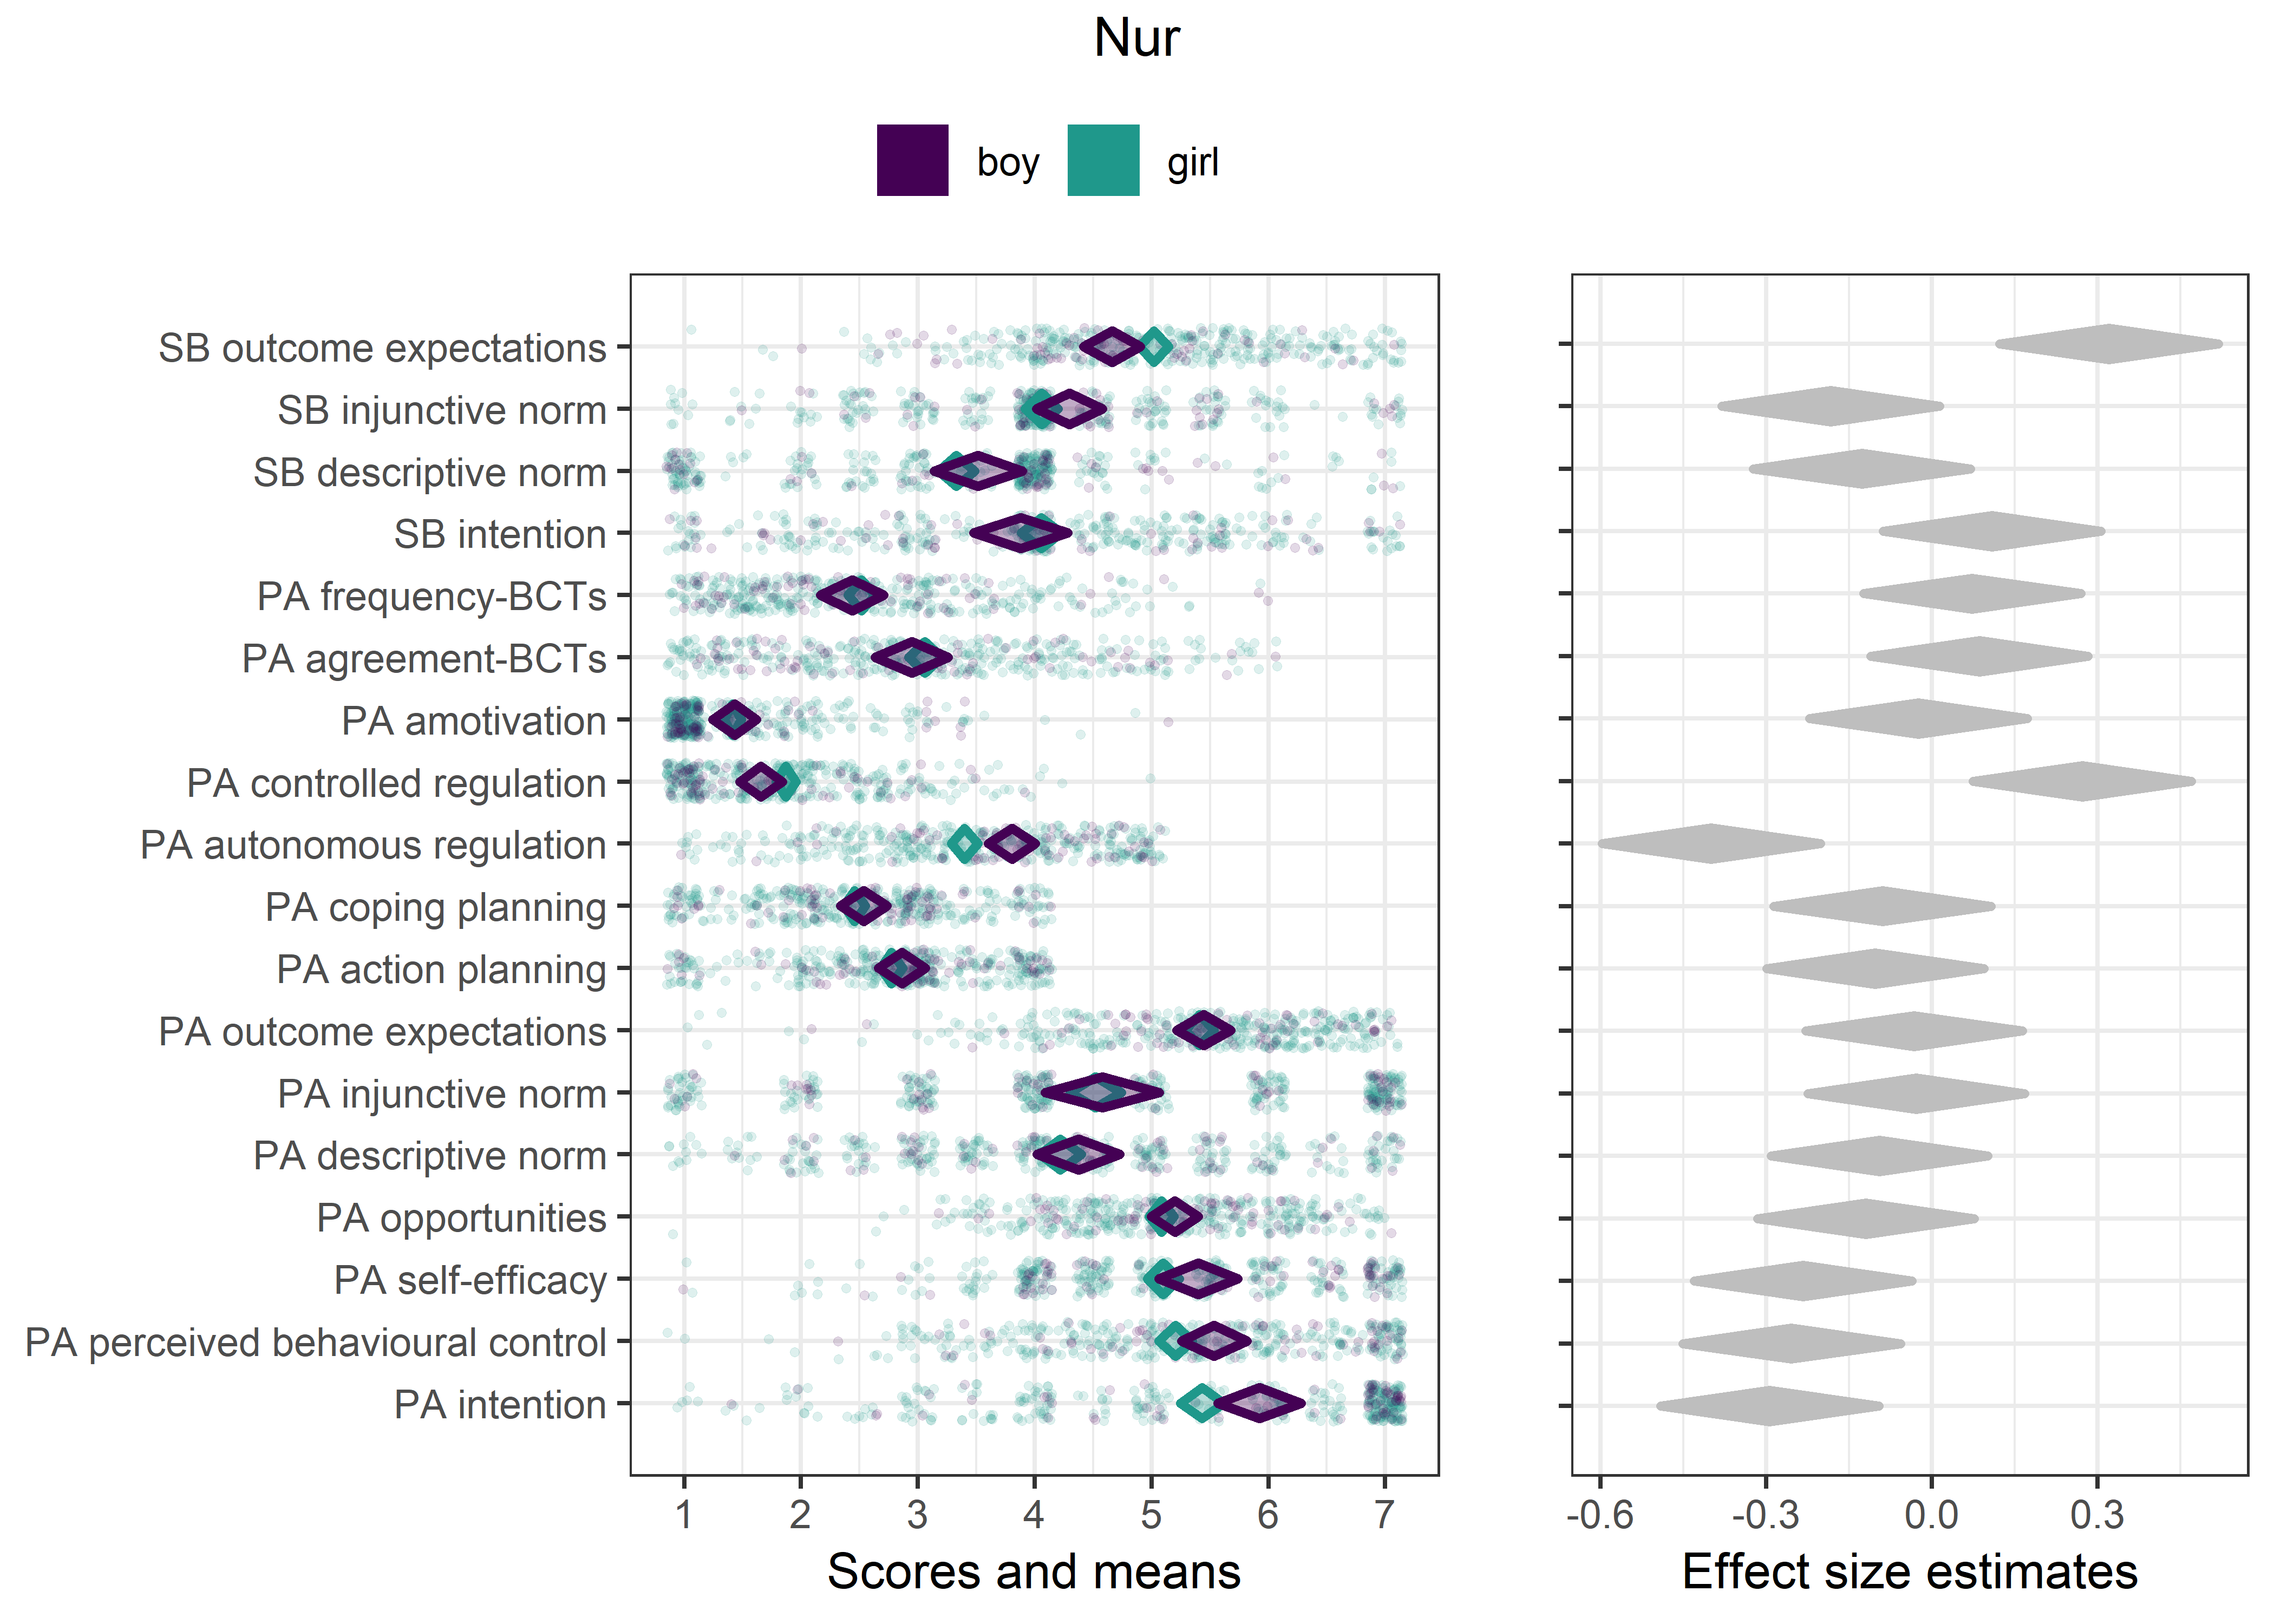 Nur
boy
girl
SB outcome expectations
SB injunctive norm
SB descriptive norm
SB intention
PA frequency-BCTs
PA agreement-BCTs
PA amotivation
PA controlled regulation
PA autonomous regulation
PA coping planning
PA action planning
PA outcome expectations
PA injunctive norm
PA descriptive norm
PA opportunities
PA self-efficacy
PA perceived behavioural control
PA intention
1 2 3 4 5 6 7
Scores and means
-0.6 -0.3 0.0 0.3
Effect size estimates